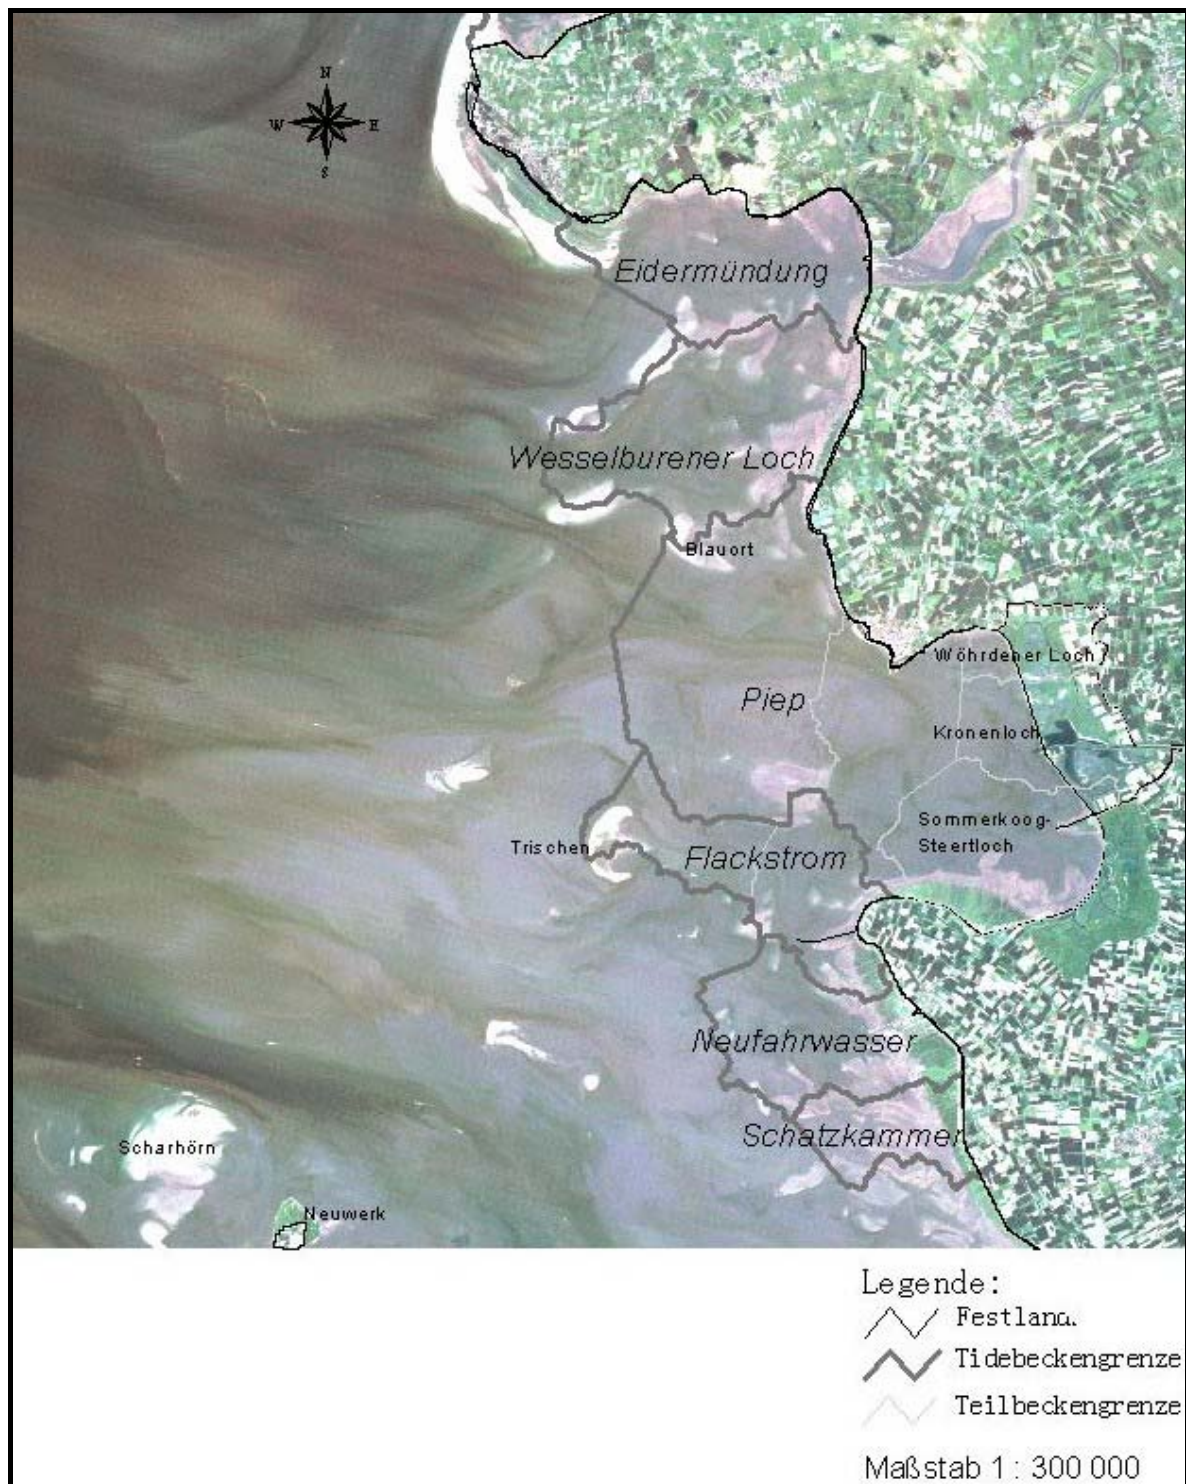 N
W E
S
Eidermündung
Wesselburener Loch
Blauort
Wöhrdener Loch
Piep
Kronenloch
Sommerkoog-
Steertloch
Trischen
Flackstrom
Neufahrwasser
Schatzkammer
Scharhörn
Neuwerk
Legende:
Festland
Tidebeckengrenze
Teilbeckengrenze
Maßstab 1 : 300 000